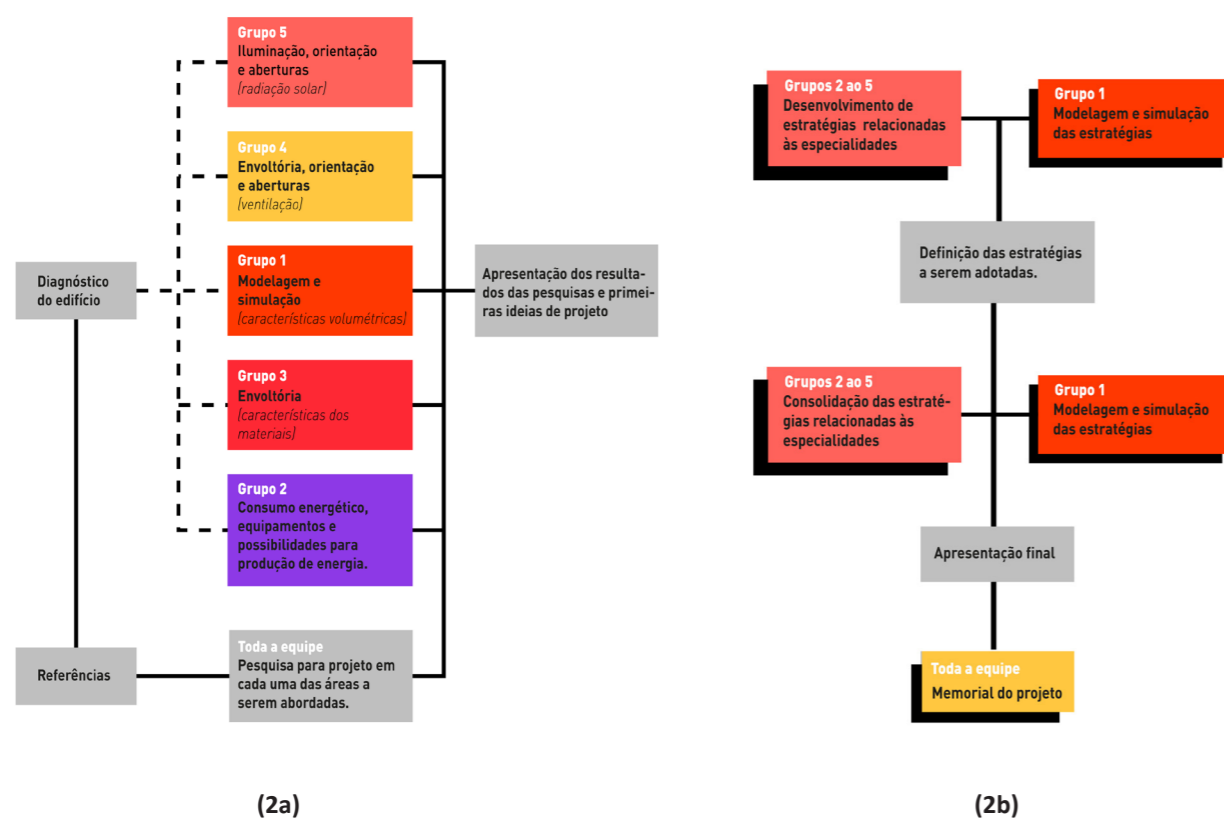 Grupo 5
Iluminação, orientação
e aberturas
(radiação solar)
Grupo 4
Envoltória, orientação
e aberturas
(ventilação)
Diagnóstico
do edifício
Grupo 1
Modelagem e
simulação
(características volumétricas)
Apresentação dos resulta-
dos das pesquisas e primei-
ras ideias de projeto
Grupo 3
Envoltória
(características dos
materiais)
Grupo 2
Consumo energético,
equipamentos e
possibilidades para
produção de energia.
Referências
Toda a equipe
Pesquisa para projeto em
cada uma das áreas a
serem abordadas.
(2a)
Grupos 2 ao 5
Desenvolvimento de
estratégias relacionadas
às especialidades
Grupo 1
Modelagem e simulação
das estratégias
Definição das estratégias
a serem adotadas.
Grupos 2 ao 5
Consolidação das estraté-
gias relacionadas às
especialidades
Grupo 1
Modelagem e simulação
das estratégias
Apresentação final
Toda a equipe
Memorial do projeto
(2b)